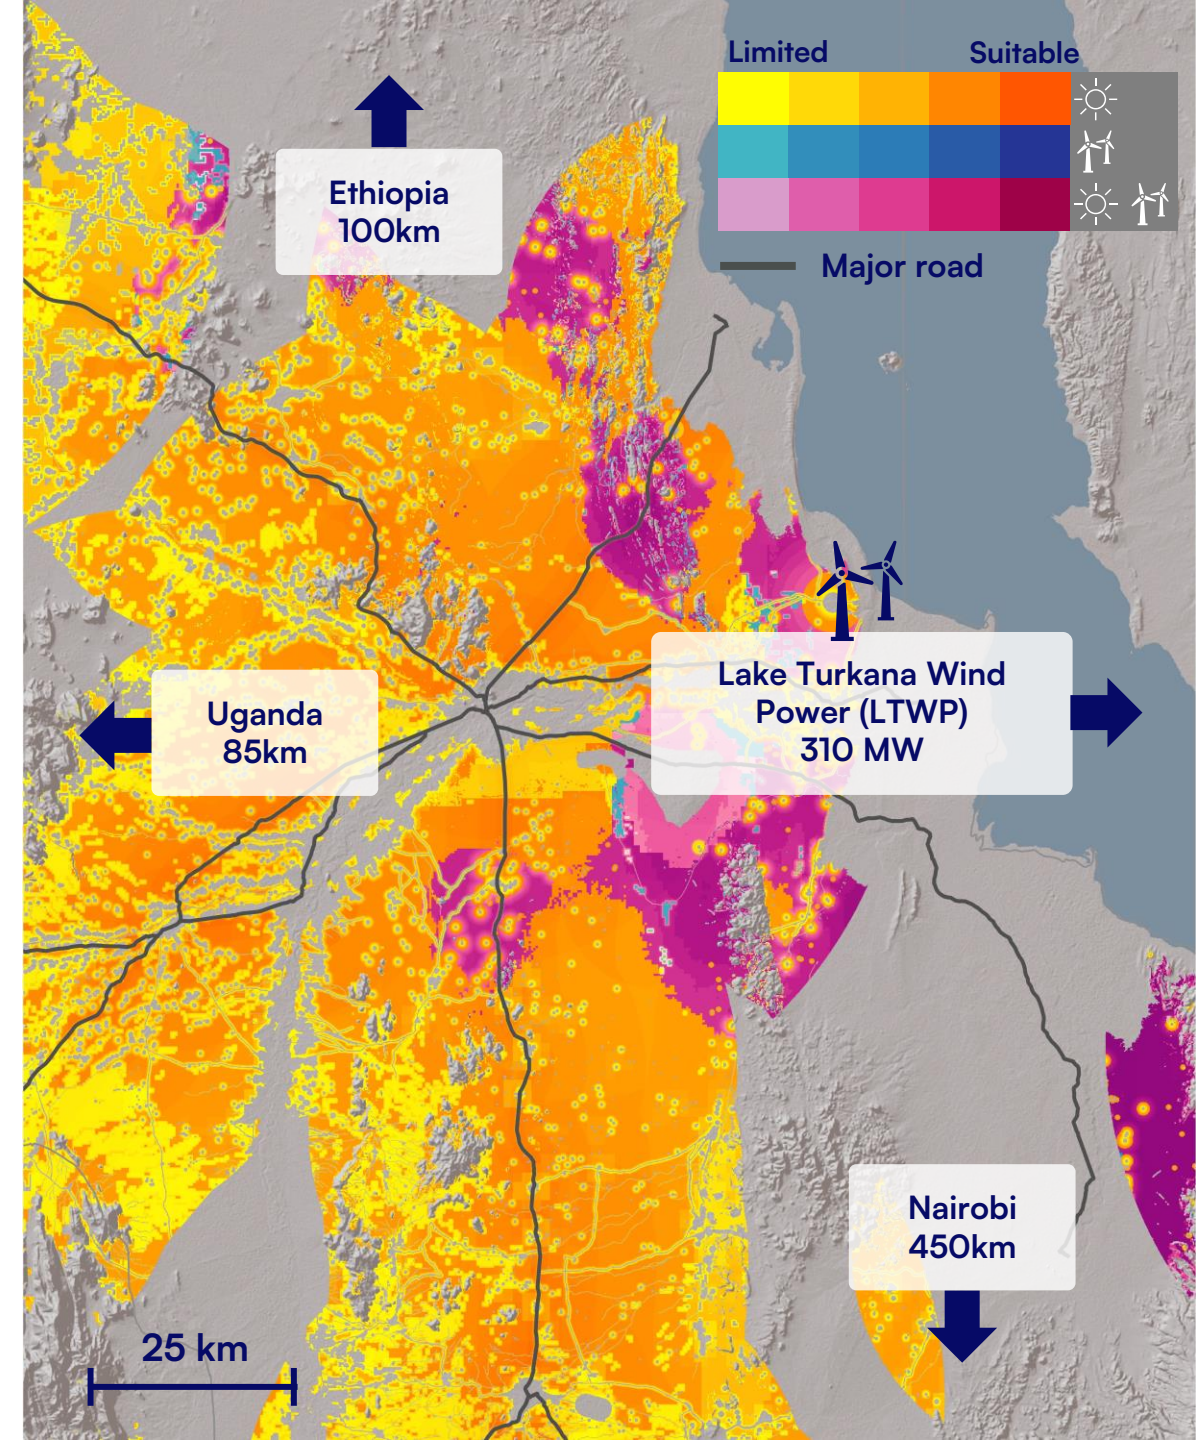 Limited
Suitable
Major road
Ethiopia
100km
Lake Turkana Wind
Power (LTWP)
310 MW
Uganda
85km
Nairobi
450km
25 km